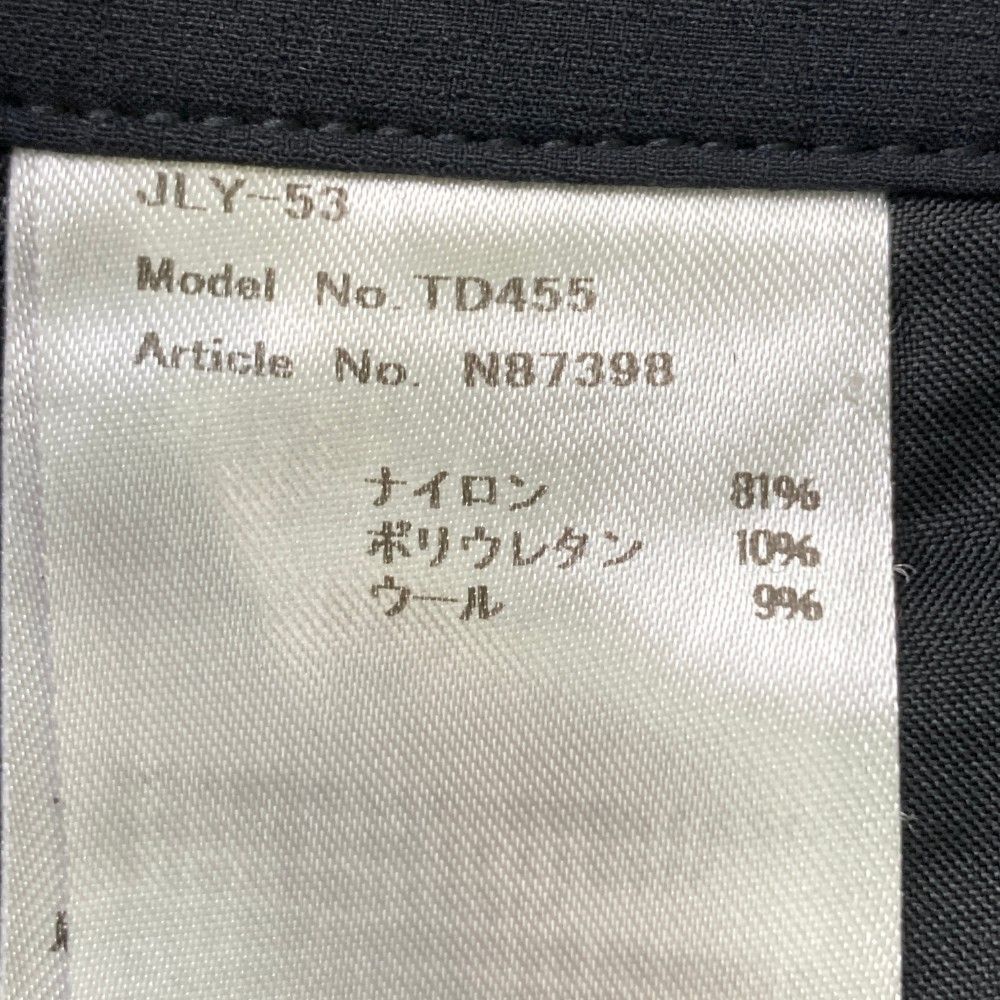 JLY-53
Model No. TD455
Article No. N87398
ナイロン 81%
ポリウレタン 10%
ウール 9%